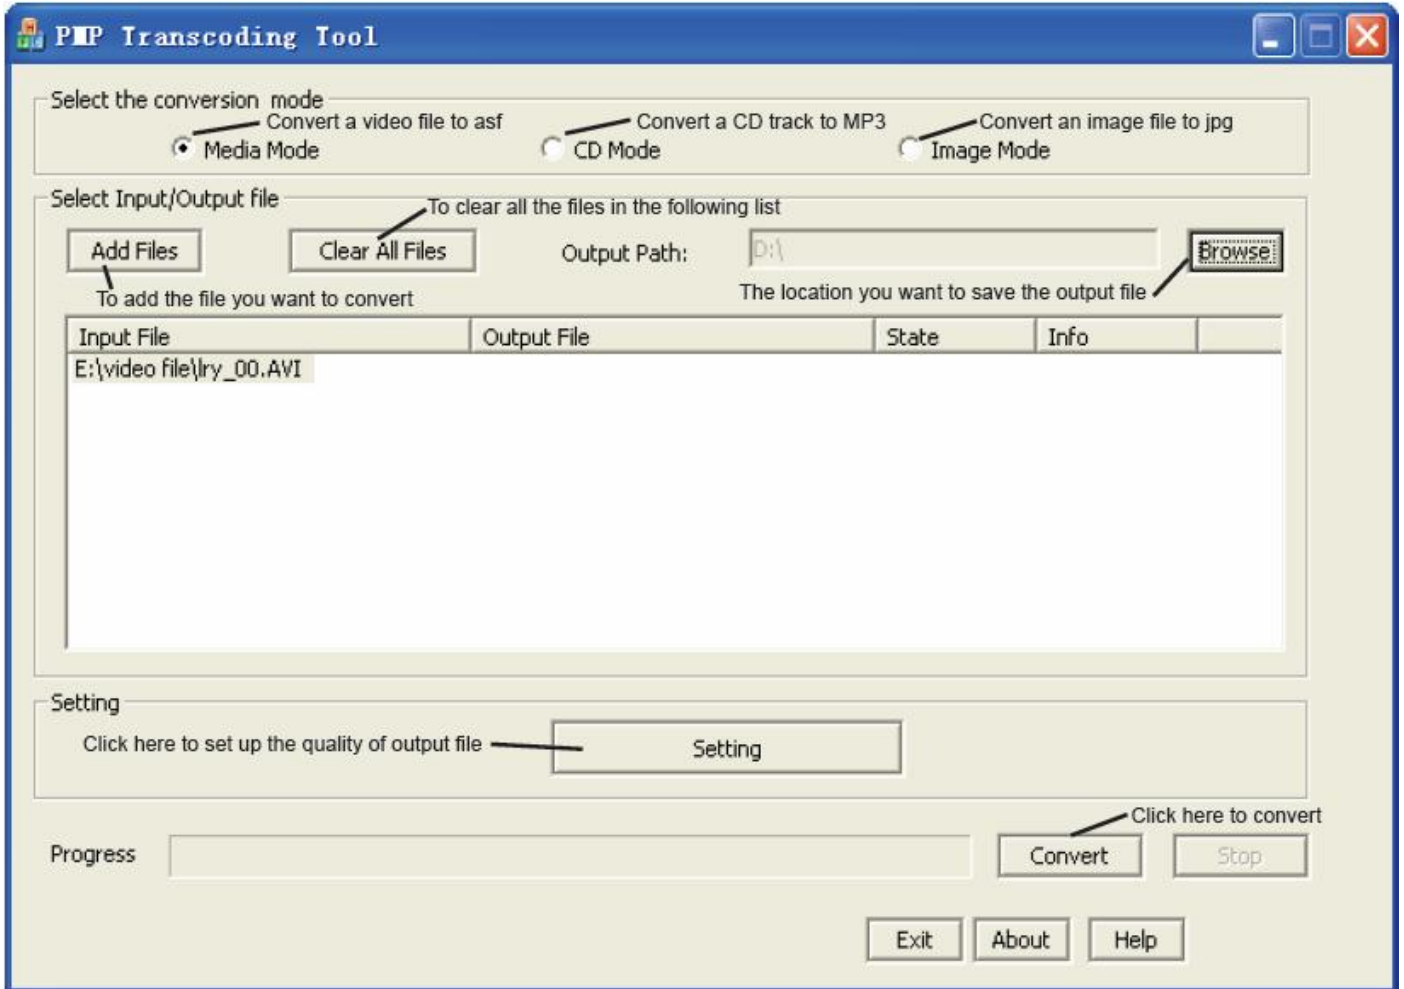 PMP Transcoding Tool
Select the conversion mode
Convert a video file to asf
Convert a CD track to MP3
Convert an image file to jpg
Media Mode
CD Mode
Image Mode
Select Input/Output file
To clear all the files in the following list
Add Files
Clear All Files
Output Path:
D:\
Browse
To add the file you want to convert
The location you want to save the output file
Input File
Output File
State
Info
E:\video file\lry_00.AVI
Setting
Click here to set up the quality of output file
Setting
Click here to convert
Progress
Convert
Stop
Exit
About
Help